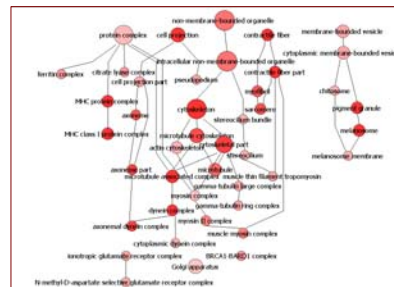 non-membrane-bounded organelle
protein complex
cell projection
contractile fiber
membrane-bounded vesicle
cytoplasmic membrane-bounded vesicle
intracellular non-membrane-bounded organelle
ferritin complex
citrate lyase complex
cell projection part
pseudopodium
contractile fiber part
MHC protein complex
myofibril
chitosome
pigment granule
axoneme
cytoskeleton
sarcomere
stereocilium bundle
melanosome
MHC class I protein complex
microtubule cytoskeleton
cytoskeletal part
actin cytoskeleton
stereocilium
melanosome membrane
axoneme part
microtubule
microtubule associated complex
muscle thin filament tropomyosin
gamma-tubulin large complex
myosin complex
gamma-tubulin ring complex
dynein complex
myosin II complex
axonemal dynein complex
muscle myosin complex
cytoplasmic dynein complex
ionotropic glutamate receptor complex
BRCA1-BARD1 complex
Golgi apparatus
N-methyl-D-aspartate selective glutamate receptor complex